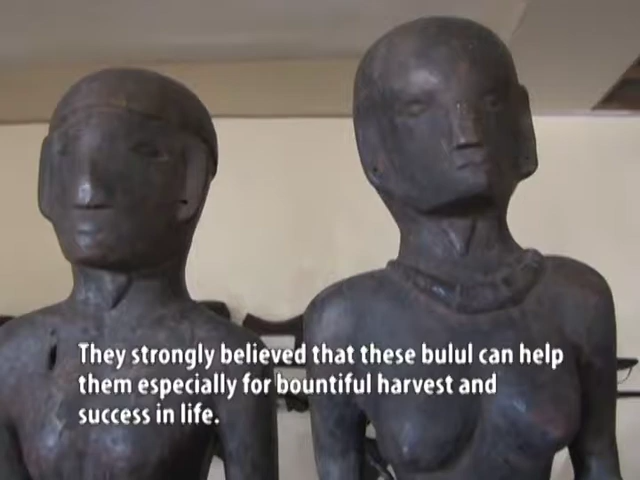 They strongly believed that these bulul can help
them especially for bountiful harvest and
success in life.